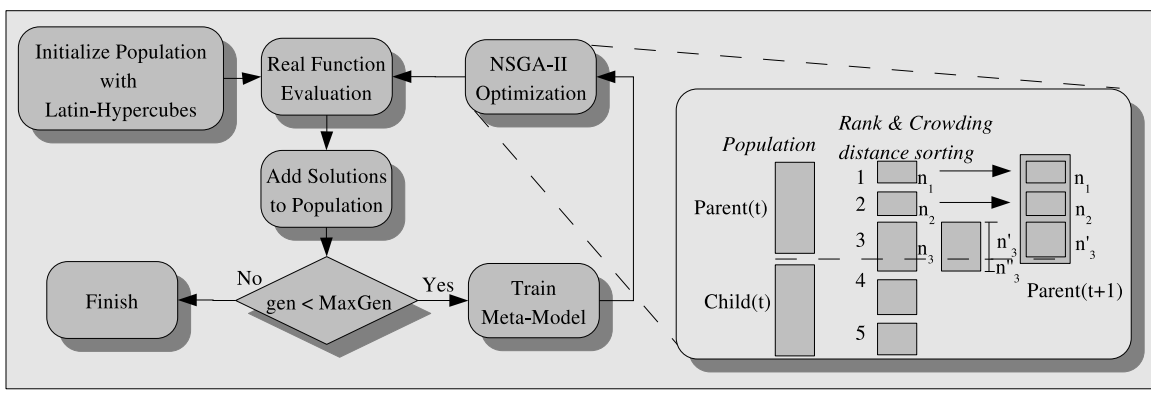 Initialize Population
with
Latin-Hypercubes
Real Function
Evaluation
NSGA-II
Optimization
Add Solutions
to Population
No
gen < MaxGen
Yes
Finish
Train
Meta-Model
Population
Rank & Crowding
distance sorting
Parent(t)
Child(t)
1
n1
2
n2
3
n3
4
5
n'3
n"3
n1
n2
n'3
Parent(t+1)